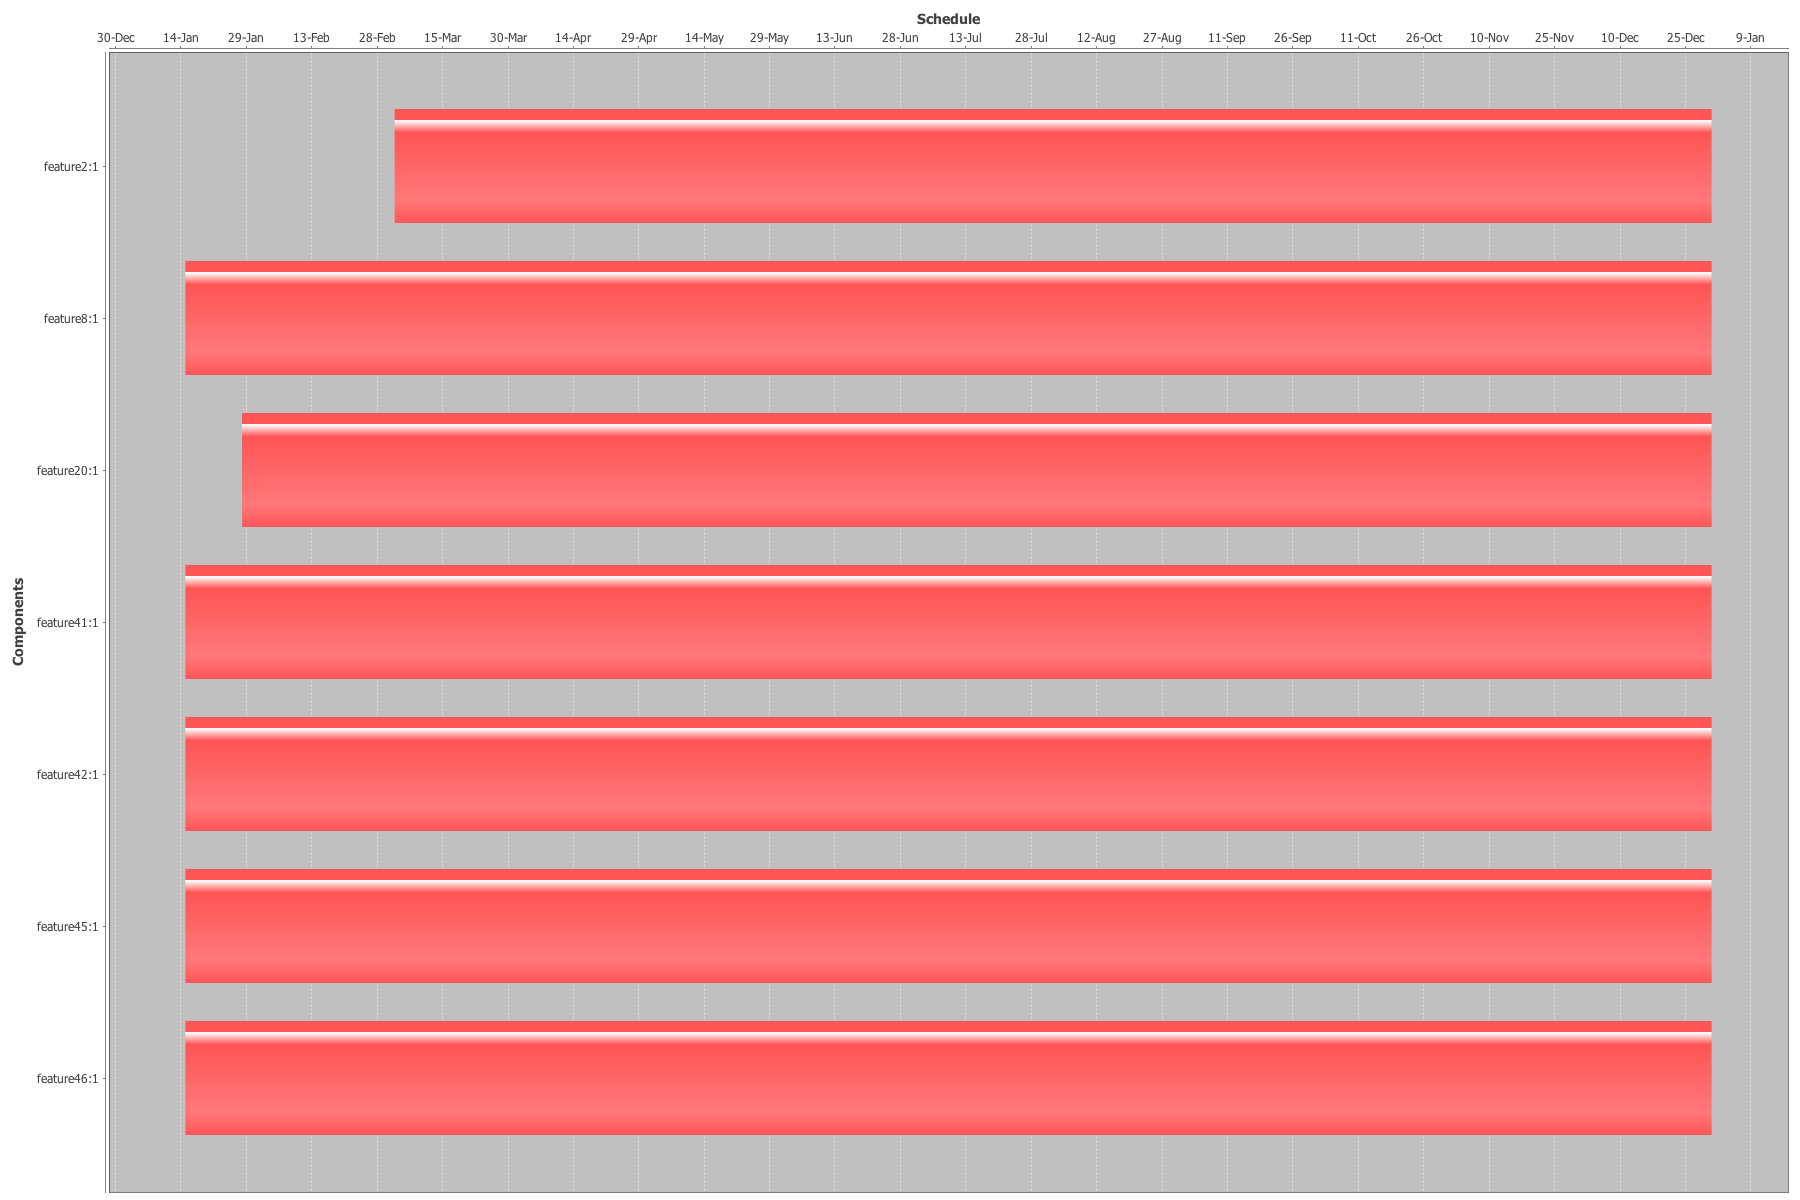 Schedule
30-Dec 14-Jan 29-Jan 13-Feb 28-Feb 15-Mar 30-Mar 14-Apr 29-Apr 14-May 29-May 13-Jun 28-Jun 13-Jul 28-Jul 12-Aug 27-Aug 11-Sep 26-Sep 11-Oct 26-Oct 10-Nov 25-Nov 10-Dec 25-Dec 9-Jan
Components
feature2:1
feature8:1
feature20:1
feature41:1
feature42:1
feature45:1
feature46:1